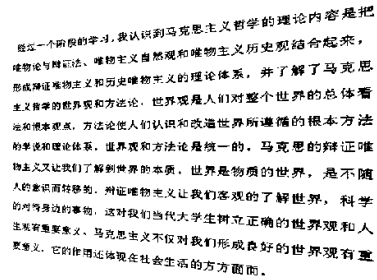 经过一个阶段的学习,我认识到马克思主义哲学的理论内容是把
唯物论与辩证法、唯物主义自然观和唯物主义历史观结合起来,
形成辩证唯物主义和历史唯物主义的理论体系,并了解了马克思
主义哲学的世界观和方法论,世界观是人们对整个世界的总体看
法和根本观点,方法论使人们认识和改造世界所遵循的根本方法
的学说和理论体系。世界观和方法论是统一的。马克思的辩证唯
物主义又让我们了解到世界的本质。世界是物质的世界,是不随
人的意识而转移的。辩证唯物主义让我们客观的了解世界,科学
的对待身边的事物,这对我们当代大学生树立正确的世界观和人
生观有重要意义、马克思主义不仅对我们形成良好的世界观有重
要意义,它的作用还体现在社会生活的方方面面。